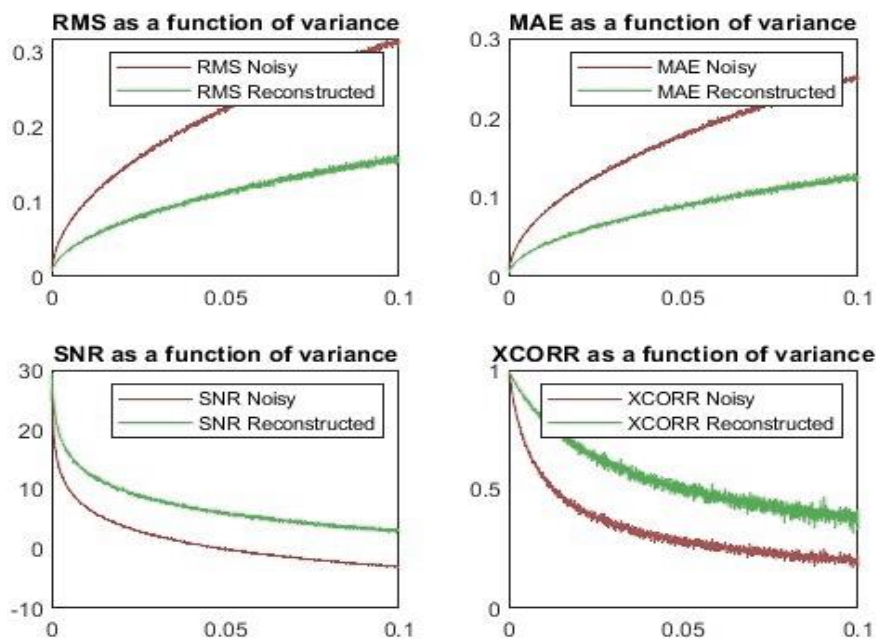 RMS as a function of variance
0.3
0.2
0.1
0
RMS Noisy
RMS Reconstructed
0
0.05
0.1
MAE as a function of variance
0.3
0.2
0.1
0
MAE Noisy
MAE Reconstructed
0
0.05
0.1
SNR as a function of variance
30
20
10
0
-10
SNR Noisy
SNR Reconstructed
0
0.05
0.1
XCORR as a function of variance
1
0.5
0
XCORR Noisy
XCORR Reconstructed
0
0.05
0.1